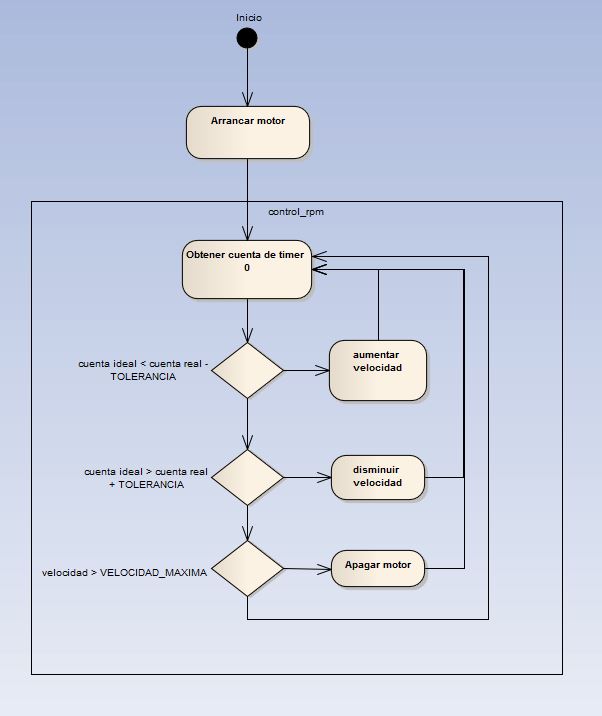 Inicio
Arrancar motor
control_rpm
Obtener cuenta de timer
0
cuenta ideal < cuenta real -
TOLERANCIA
aumentar
velocidad
cuenta ideal > cuenta real
+ TOLERANCIA
disminuir
velocidad
velocidad > VELOCIDAD_MAXIMA
Apagar motor